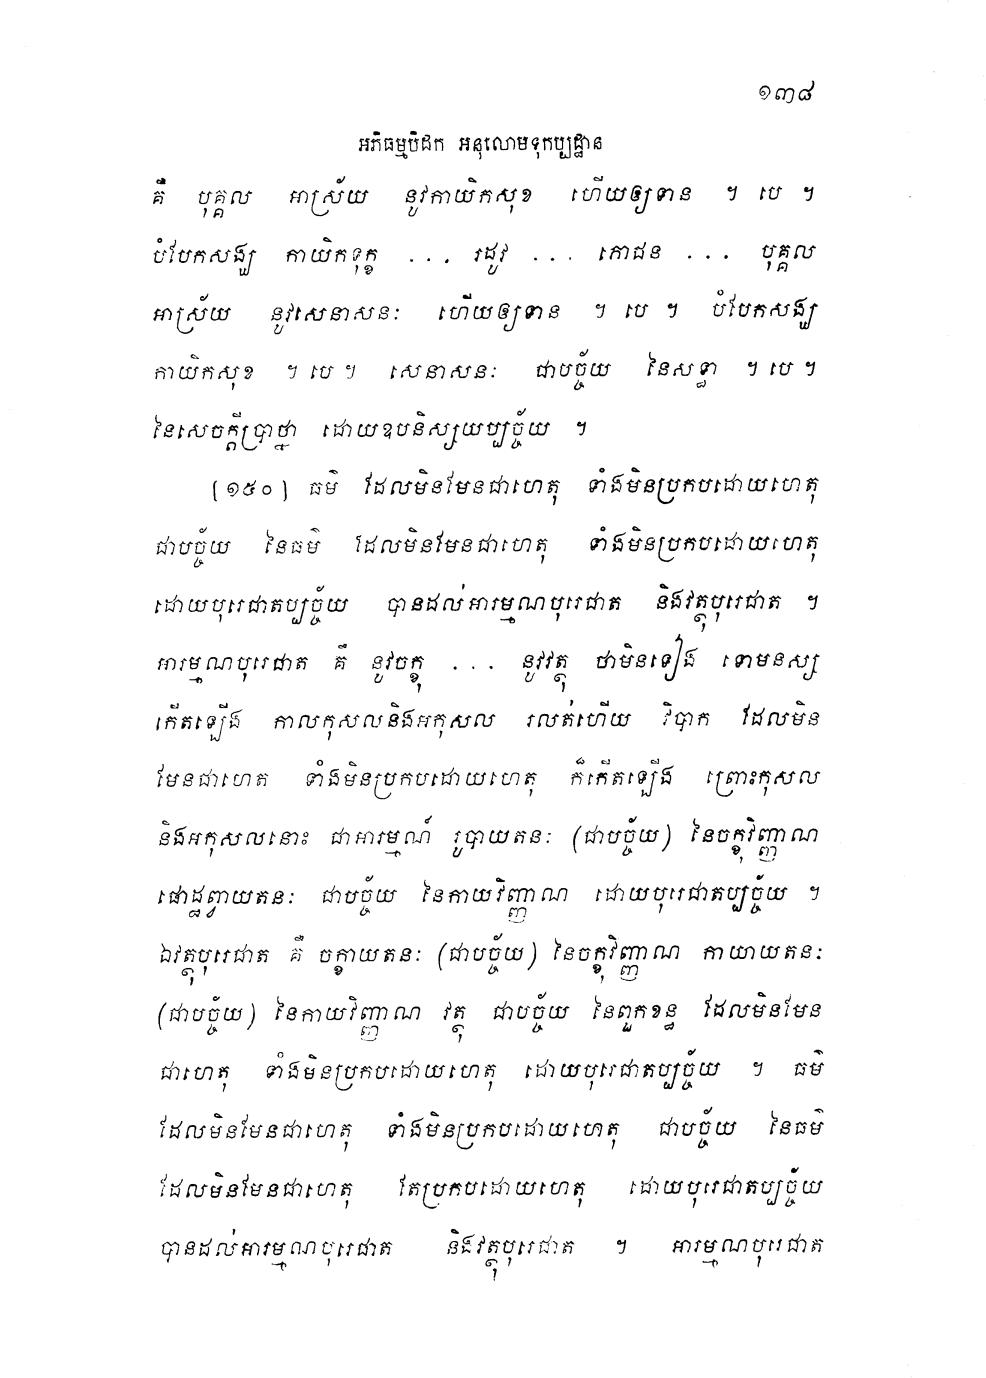 ១៣៨
អភិធម្មបិដក អនុលោមទុកប្បដ្ឋាន
គឺ បុគ្គល អាស្រ័យ នូវកាយិកសុខ ហើយឲ្យទាន ។ បេ ។
បំបែកសង្ឃ កាយិកទុក្ខ ... រដូវ ... ភោជន ... បុគ្គល
អាស្រ័យ នូវសេនាសនៈ ហើយឲ្យទាន ។ បេ ។ បំបែកសង្ឃ
កាយិកសុខ ។ បេ ។ សេនាសនៈ ជាបច្ច័យ នៃសទ្ធា ។ បេ ។
នៃសេចក្តីប្រាថ្នា ដោយឧបនិស្សយប្បច្ច័យ ។
[១៥០] ធម៌ ដែលមិនមែនជាហេតុ ទាំងមិនប្រកបដោយហេតុ
ជាបច្ច័យ នៃធម៌ ដែលមិនមែនជាហេតុ ទាំងមិនប្រកបដោយហេតុ
ដោយបុរេជាតប្បច្ច័យ បានដល់អារម្មណបុរេជាត និងវត្ថុបុរេជាត ។
អារម្មណបុរេជាត គឺ នូវចក្ខុ ... នូវវត្ថុ ថាមិនទៀង ទោមនស្ស
កើតឡើង កាលកុសលនិងអកុសល រលត់ហើយ វិបាក ដែលមិន
មែនជាហេត ទាំងមិនប្រកបដោយហេតុ ក៏កើតឡើង ព្រោះកុសល
និងអកុសលនោះ ជាអារម្មណ៍ រូបាយតនៈ (ជាបច្ច័យ) នៃចក្ខុវិញ្ញាណ
ផោដ្ឋព្វាយតនៈ ជាបច្ច័យ នៃកាយវិញ្ញាណ ដោយបុរេជាតប្បច្ច័យ ។
ឯវត្ថុបុរេជាត គឺ ចក្ខាយតនៈ (ជាបច្ច័យ) នៃចក្ខុវិញ្ញាណ កាយាយតនៈ
(ជាបច្ច័យ) នៃកាយវិញ្ញាណ វត្ថុ ជាបច្ច័យ នៃពួកខន្ធ ដែលមិនមែន
ជាហេតុ ទាំងមិនប្រកបដោយហេតុ ដោយបុរេជាតប្បច្ច័យ ។ ធម៌
ដែលមិនមែនជាហេតុ ទាំងមិនប្រកបដោយហេតុ ជាបច្ច័យ នៃធម៌
ដែលមិនមែនជាហេតុ តែប្រកបដោយហេតុ ដោយបុរេជាតប្បច្ច័យ
បានដល់អារម្មណបុរេជាត និងវត្ថុបុរេជាត ។ អារម្មណបុរេជាត